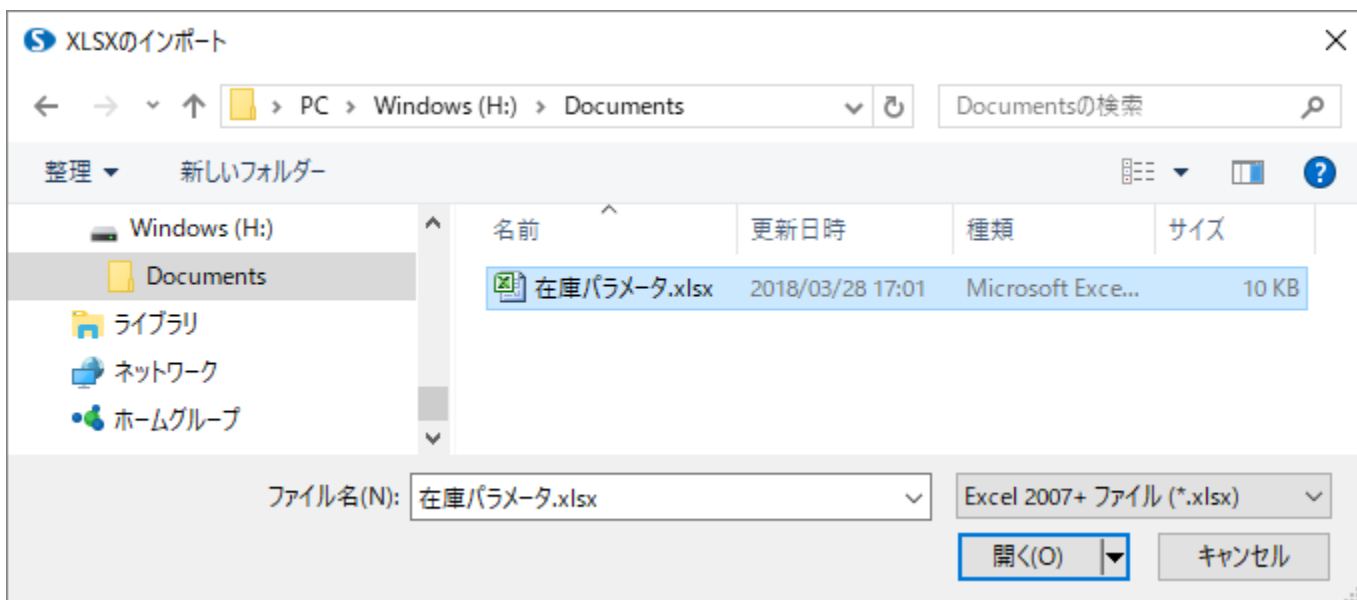 XLSXのインポート
PC > Windows (H:) > Documents
Documentsの検索
整理
新しいフォルダー
Windows (H:)
Documents
ライブラリ
ネットワーク
ホームグループ
名前 更新日時 種類 サイズ
在庫パラメータ.xlsx 2018/03/28 17:01 Microsoft Exce... 10 KB
ファイル名(N): 在庫パラメータ.xlsx
Excel 2007+ ファイル (*.xlsx)
開く(O)
キャンセル